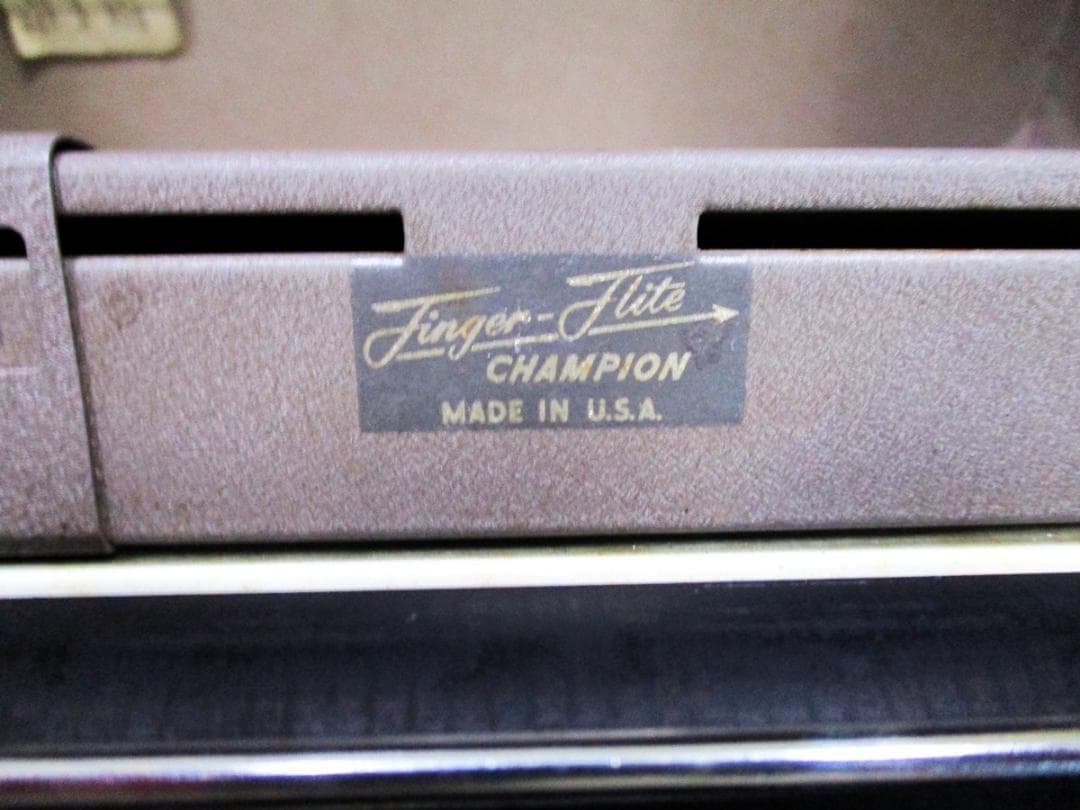 Finger-Flite
CHAMPION
MADE IN U.S.A.